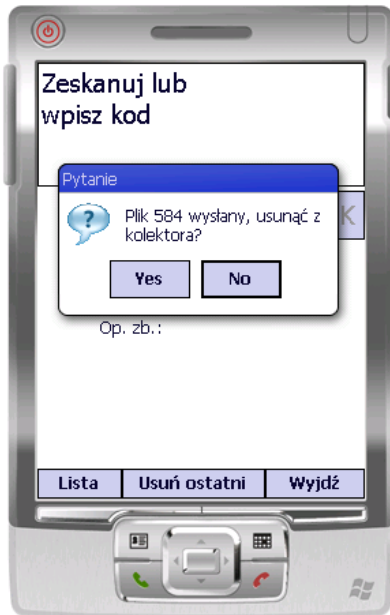 Zeskanuj lub
wpisz kod
Pytanie
Plik 584 wysłany, usunąć z
kolektora?
K
Yes No
Op. zb.:
Lista Usuń ostatni Wyjdź